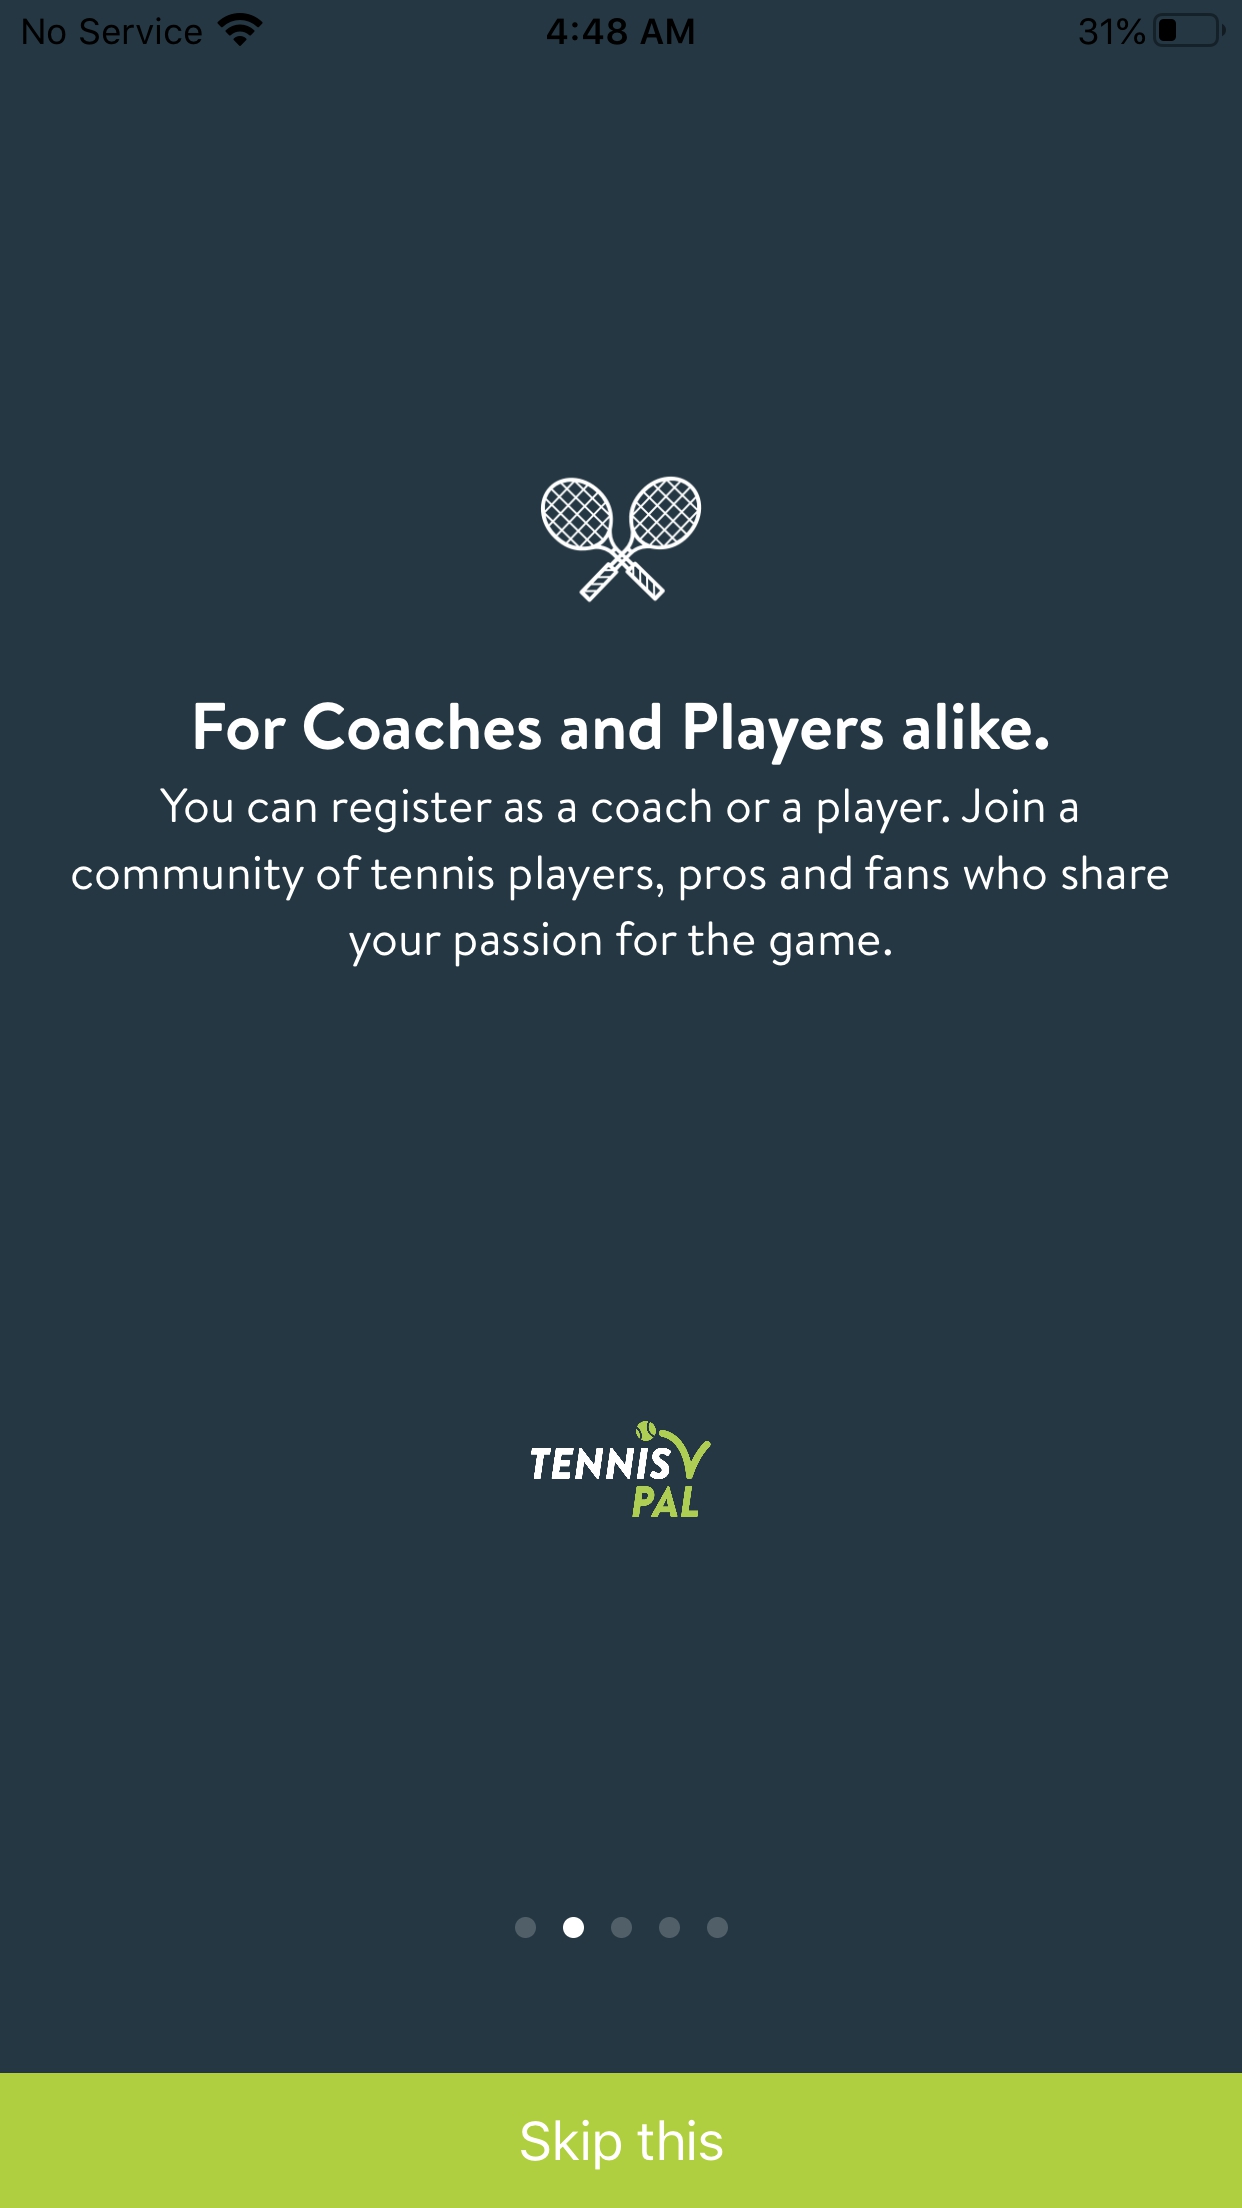 No Service 4:48 AM 31%
For Coaches and Players alike.
You can register as a coach or a player. Join a
community of tennis players, pros and fans who share
your passion for the game.
TENNIS
PAL
Skip this